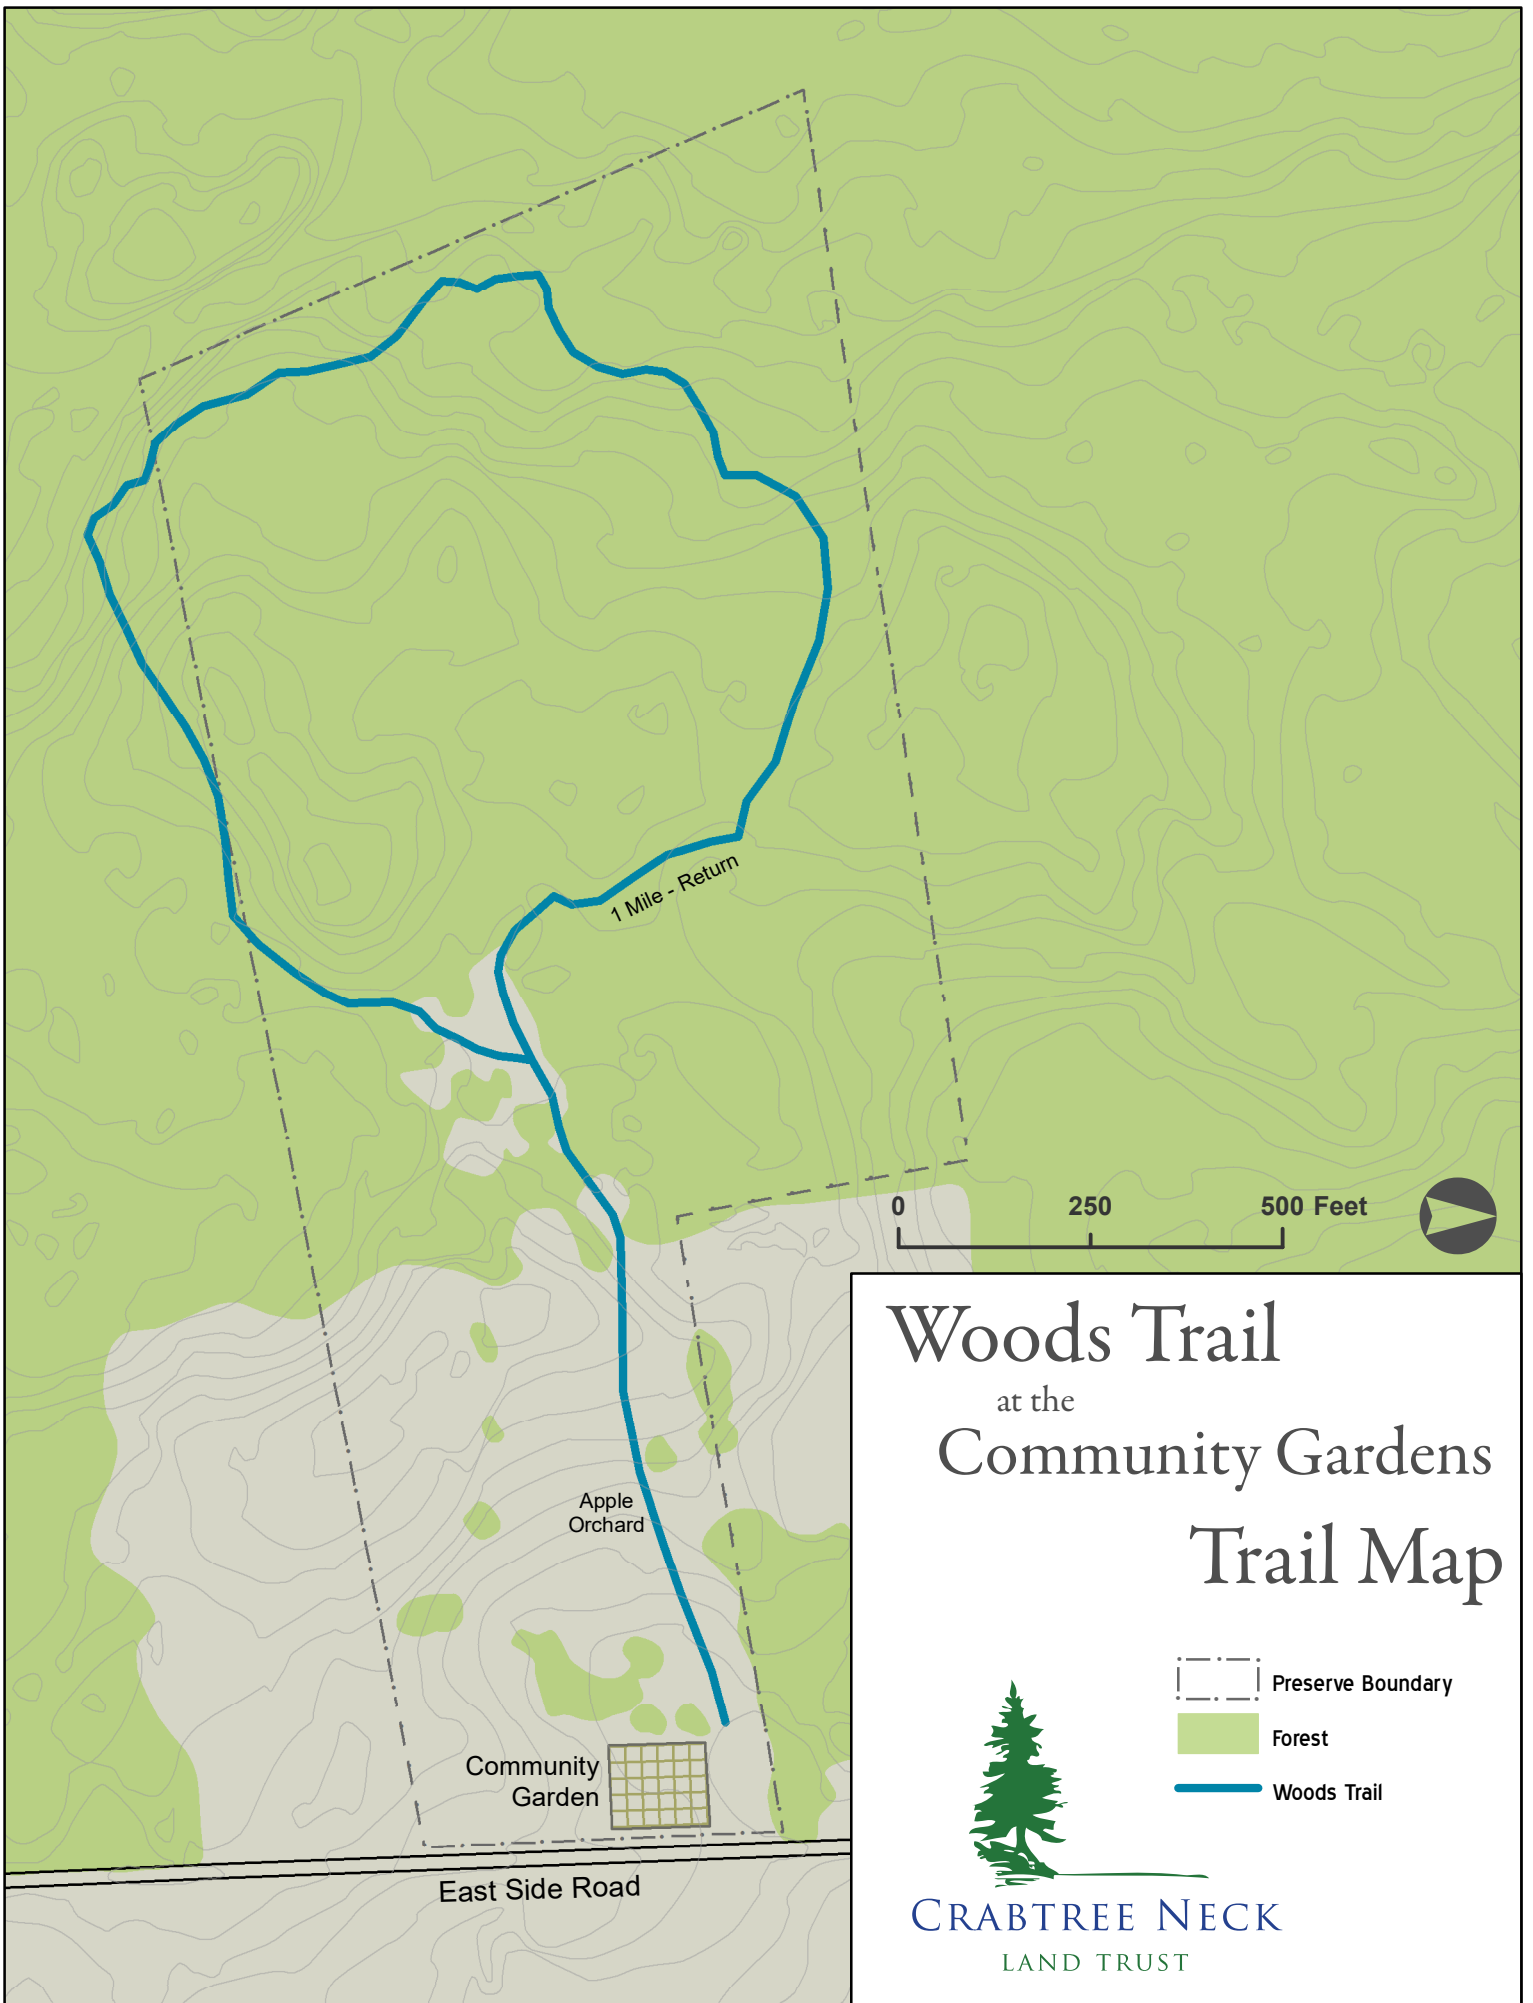 1 Mile - Return
0 250 500 Feet
Woods Trail
at the
Community Gardens
Trail Map
Apple
Orchard
Preserve Boundary
Forest
Woods Trail
Community
Garden
East Side Road
CRABTREE NECK
LAND TRUST